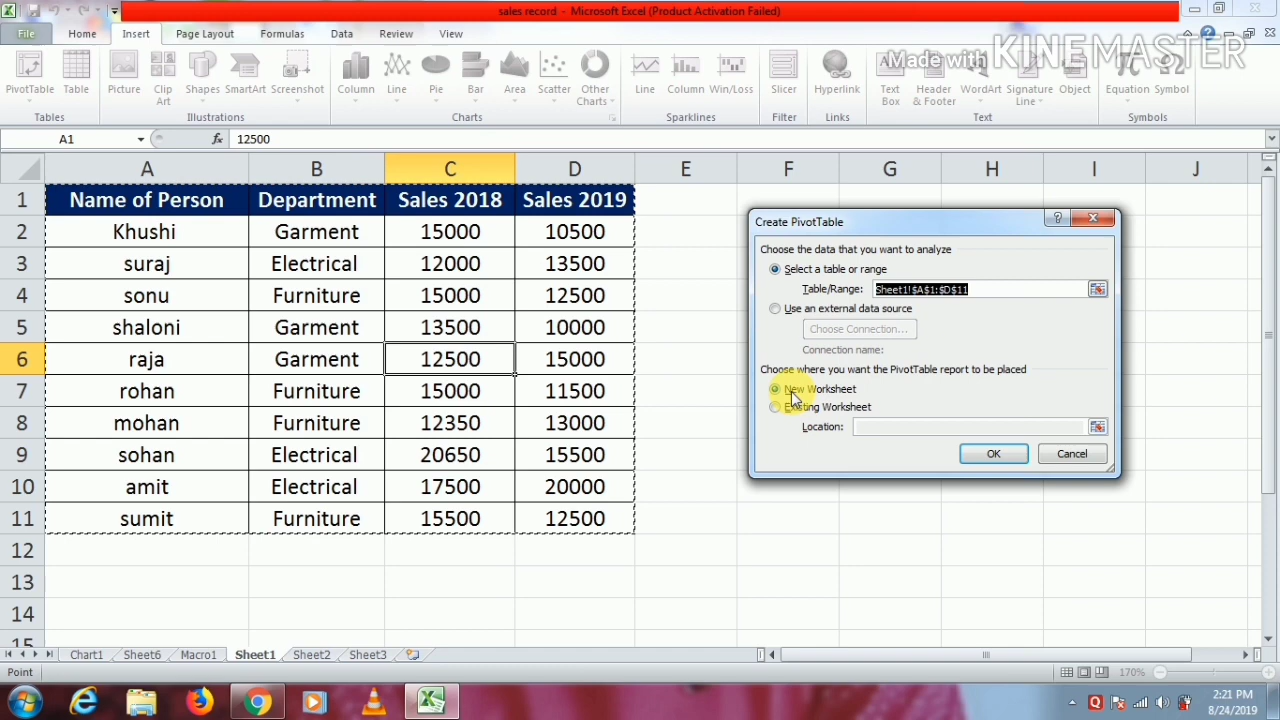 sales record - Microsoft Excel (Product Activation Failed)
File Home Insert Page Layout Formulas Data Review View
Made with KINEMASTER
PivotTable Table Picture Clip Art Shapes SmartArt Screenshot Column Line Pie Bar Area Scatter Other Charts Line Column Win/Loss Slicer Hyperlink Text Box Header & Footer WordArt Signature Line Object Equation Symbol
Tables Illustrations Charts Sparklines Filter Links Text Symbols
A1 fx 12500
A B C D E F G H I J
1 Name of Person Department Sales 2018 Sales 2019
2 Khushi Garment 15000 10500
3 suraj Electrical 12000 13500
4 sonu Furniture 15000 12500
5 shaloni Garment 13500 10000
6 raja Garment 12500 15000
7 rohan Furniture 15000 11500
8 mohan Furniture 12350 13000
9 sohan Electrical 20650 15500
10 amit Electrical 17500 20000
11 sumit Furniture 15500 12500
12
13
14
15
Create PivotTable
Choose the data that you want to analyze
Select a table or range
Table/Range: Sheet1!$A$1:$D$11
Use an external data source
Choose Connection...
Connection name:
Choose where you want the PivotTable report to be placed
New Worksheet
Existing Worksheet
Location:
OK Cancel
Chart1 Sheet6 Macro1 Sheet1 Sheet2 Sheet3
Point 170%
2:21 PM
8/24/2019